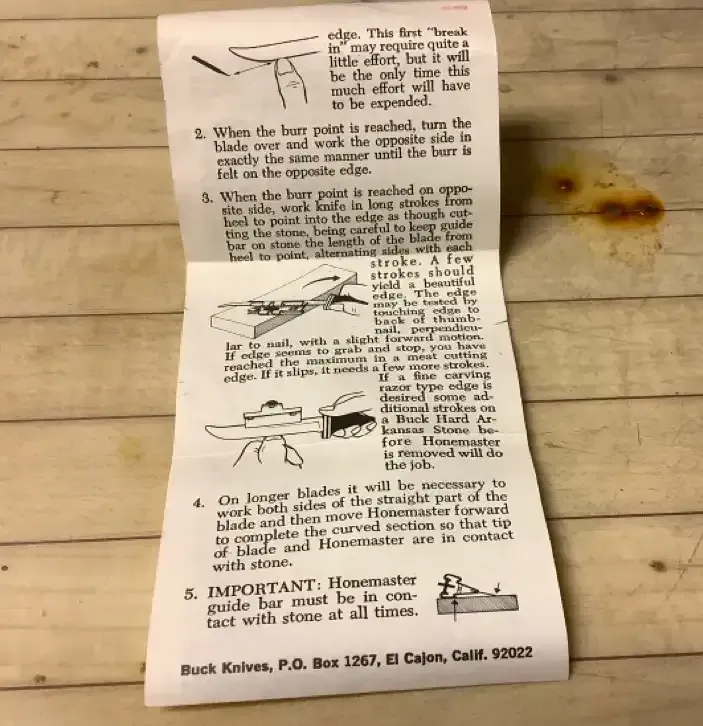 edge. This first "break
in" may require quite a
little effort, but it will
be the only time this
much effort will have
to be expended.
2. When the burr point is reached, turn the
blade over and work the opposite side in
exactly the same manner until the burr is
felt on the opposite edge.
3. When the burr point is reached on oppo-
site side, work knife in long strokes from
heel to point into the edge as though cut-
ting the stone, being careful to keep guide
bar on stone the length of the blade from
heel to point, alternating sides with each
stroke. A few
strokes should
yield a beautiful
edge. The edge
may be tested by
touching edge to
back of thumb-
nail, perpendicu-
lar to nail, with a slight forward motion.
If edge seems to grab and stop, you have
reached the maximum in a meat cutting
edge. If it slips, it needs a few more strokes.
If a fine carving
razor type edge is
desired some ad-
ditional strokes on
a Buck Hard Ar-
kansas Stone be-
fore Honemaster
is removed will do
the job.
4. On longer blades it will be necessary to
work both sides of the straight part of the
blade and then move Honemaster forward
to complete the curved section so that tip
of blade and Honemaster are in contact
with stone.
5. IMPORTANT: Honemaster
guide bar must be in con-
tact with stone at all times.
Buck Knives, P.O. Box 1267, El Cajon, Calif. 92022